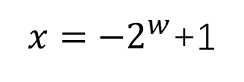 x = −2^w+1